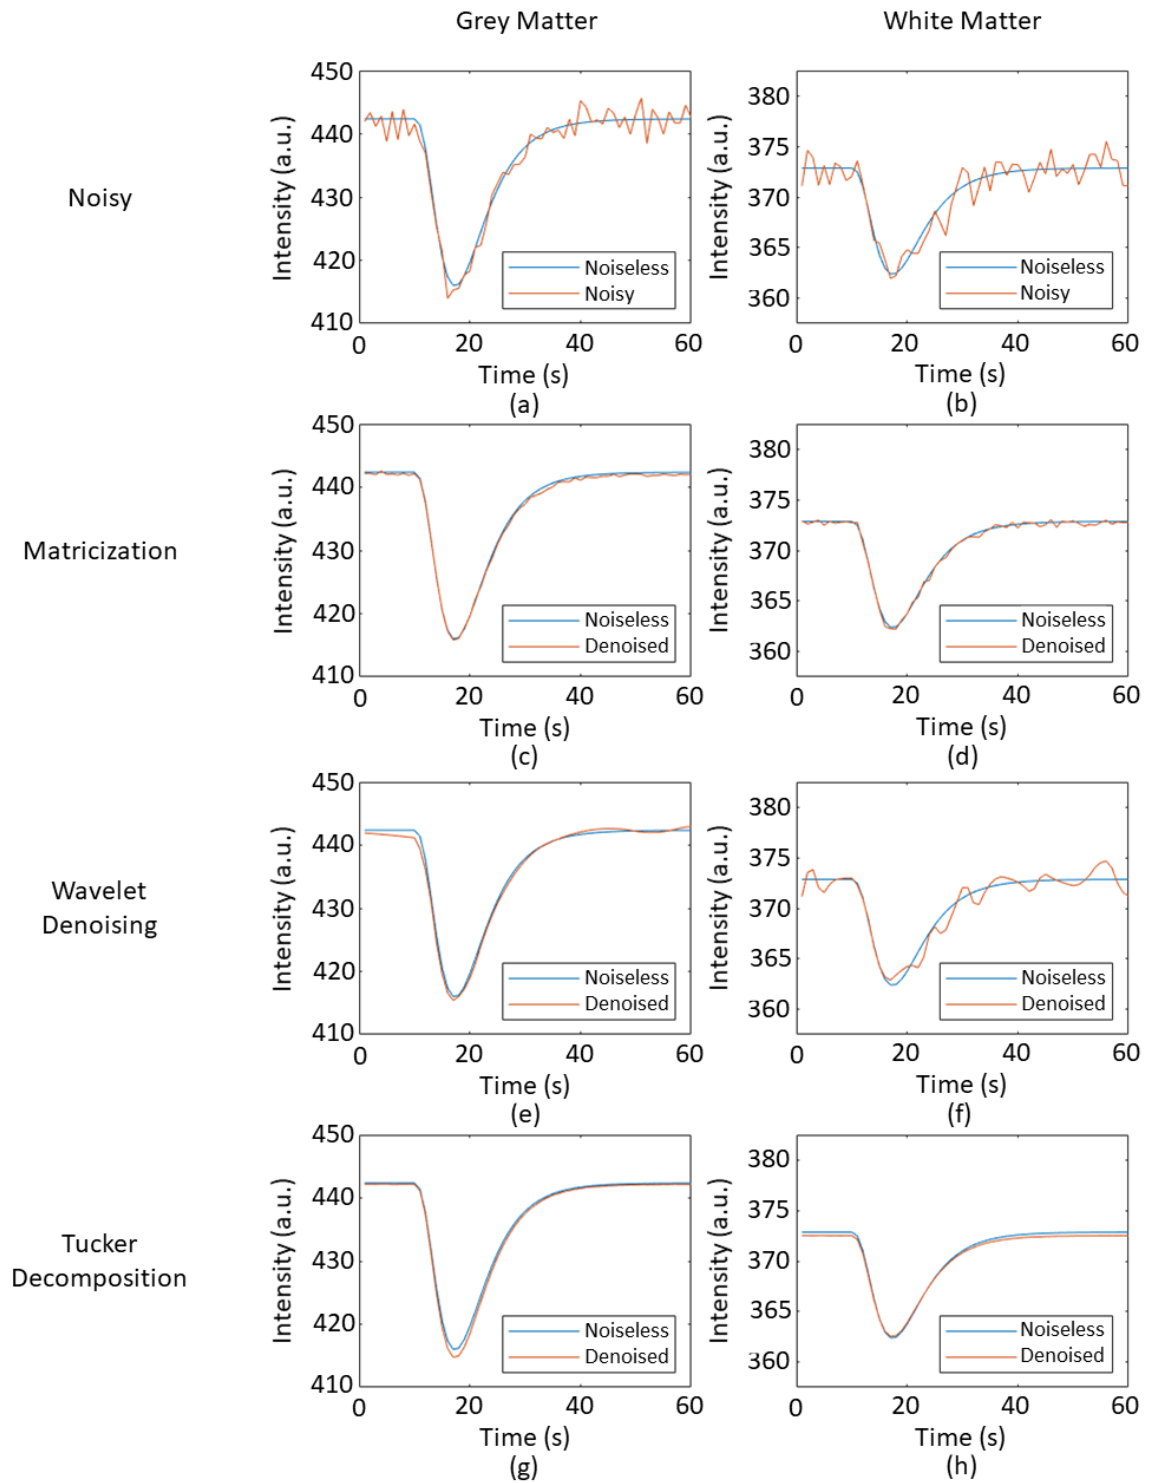 Grey Matter White Matter
Noisy
Intensity (a.u.)
450
440
430
420
410
0 20 40 60
Time (s)
(a)
Noiseless
Noisy
Intensity (a.u.)
380
375
370
365
360
0 20 40 60
Time (s)
(b)
Noiseless
Noisy
Matricization
Intensity (a.u.)
450
440
430
420
410
0 20 40 60
Time (s)
(c)
Noiseless
Denoised
Intensity (a.u.)
380
375
370
365
360
0 20 40 60
Time (s)
(d)
Noiseless
Denoised
Wavelet
Denoising
Intensity (a.u.)
450
440
430
420
410
0 20 40 60
Time (s)
(e)
Noiseless
Denoised
Intensity (a.u.)
380
375
370
365
360
0 20 40 60
Time (s)
(f)
Noiseless
Denoised
Tucker
Decomposition
Intensity (a.u.)
450
440
430
420
410
0 20 40 60
Time (s)
(g)
Noiseless
Denoised
Intensity (a.u.)
380
375
370
365
360
0 20 40 60
Time (s)
(h)
Noiseless
Denoised